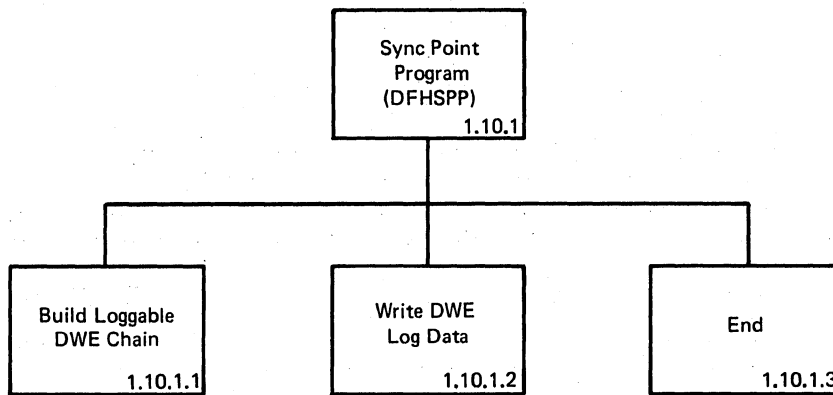 Sync Point
Program
(DFHSPP)
1.10.1
Build Loggable
DWE Chain
1.10.1.1
Write DWE
Log Data
1.10.1.2
End
1.10.1.3